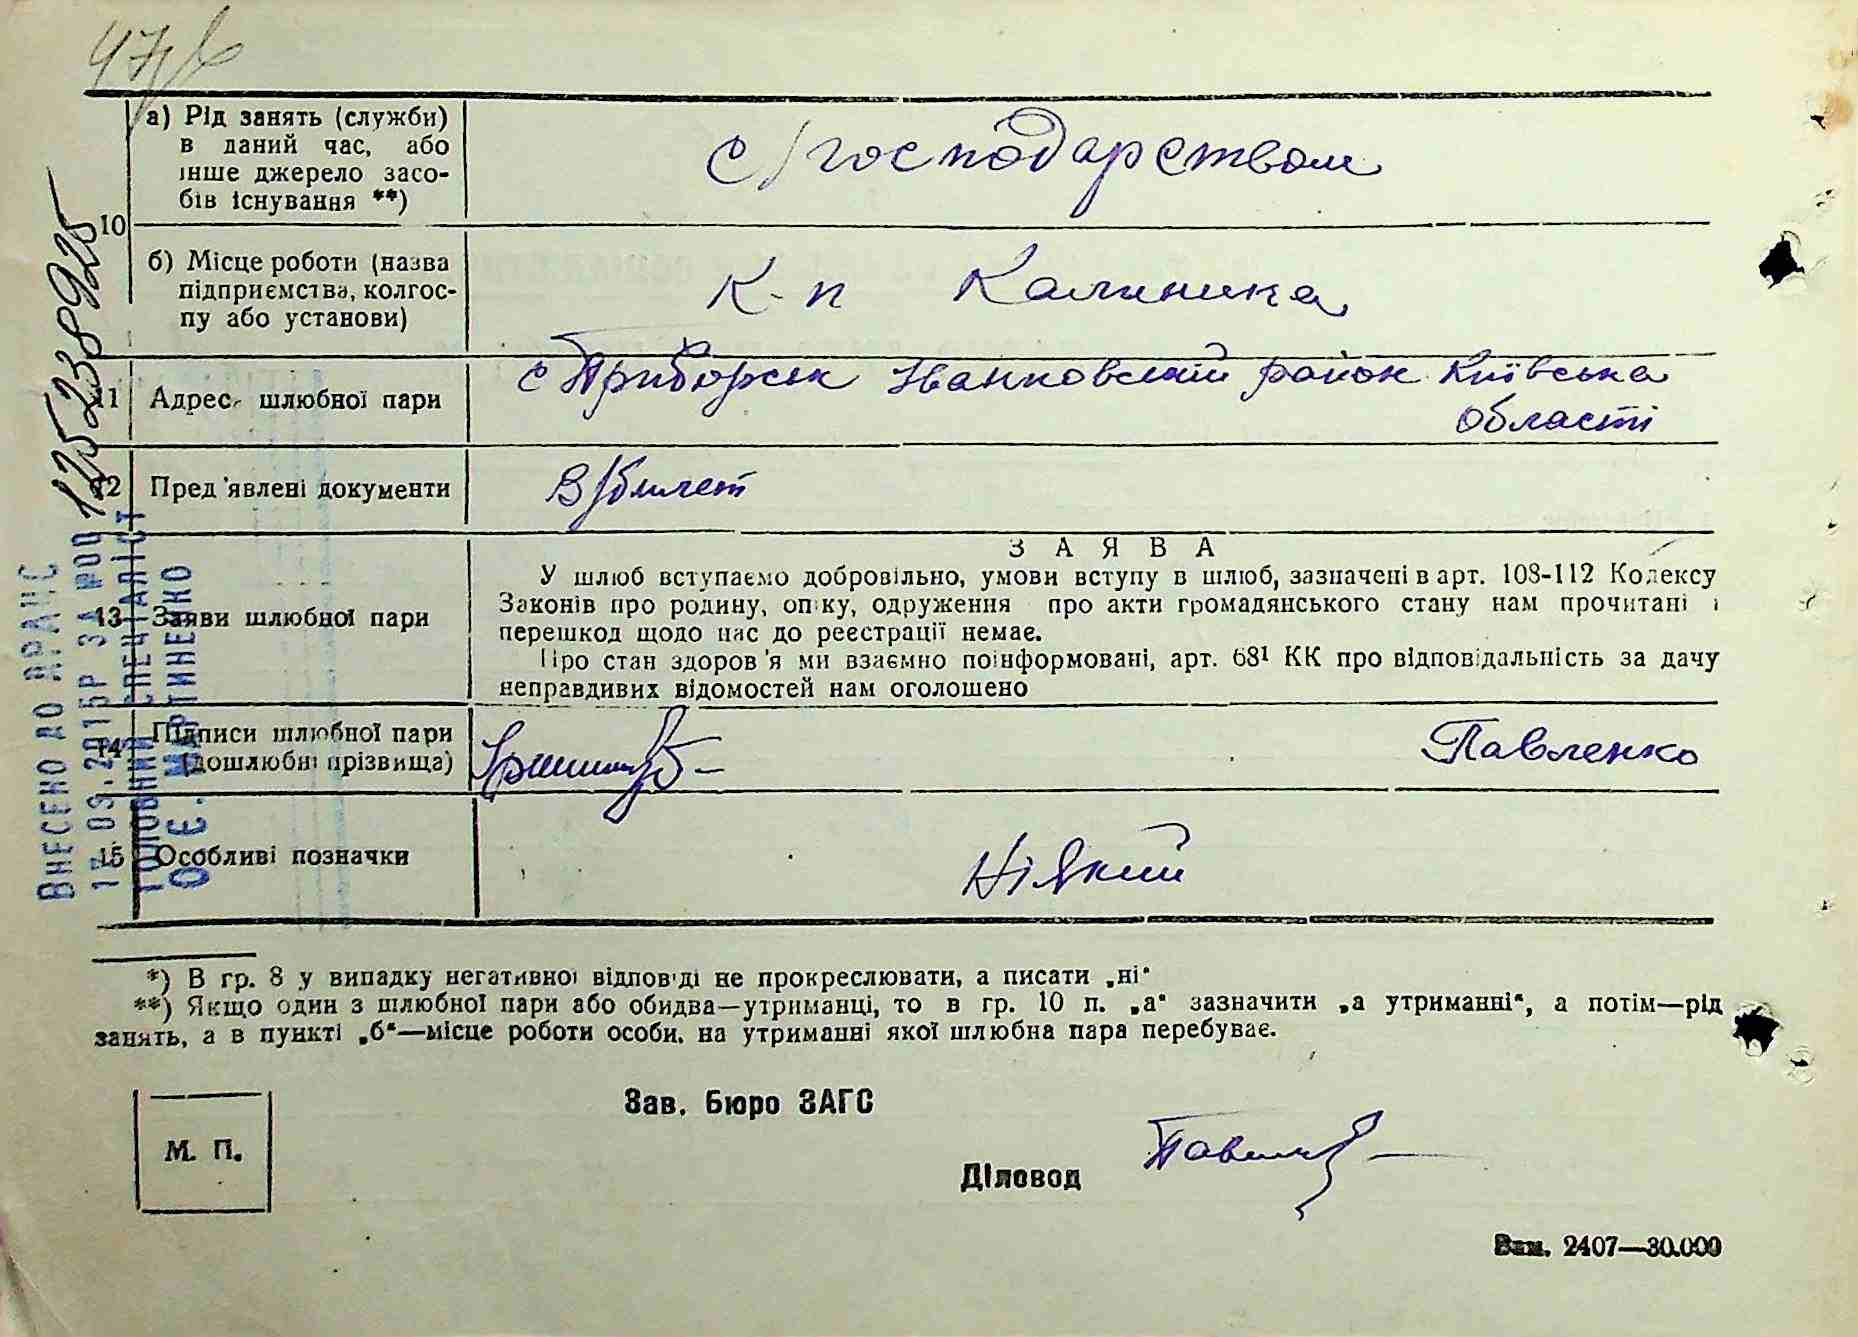 47
а) Рід занять (служби) в даний час, або інше джерело засо-
бів існування **)
с/господарством
10
б) Місце роботи (назва
підприємства, колгос-
пу або установи)
к-п Калиника
11 Адрес шлюбної пари
с Приборськ Іванковський район Київська
області
12 Пред'явлені документи
В/билет
13 Заяви шлюбної пари
ЗАЯВА
У шлюб вступаємо добровільно, умови вступу в шлюб, зазначені в арт. 108-112 Кодексу
Законів про родину, опіку, одруження про акти громадянського стану нам прочитані і
перешкод щодо нас до реєстрації немає.
Про стан здоров'я ми взаємно поінформовані, арт. 68¹ КК про відповідальність за дачу
неправдивих відомостей нам оголошено
14 Підписи шлюбної пари
(дошлюбні прізвища)
Павленко
15 Особливі позначки
Ніякий
*) В гр. 8 у випадку негативної відповіді не прокреслювати, а писати „ні"
**) Якщо один з шлюбної пари або обидва—утриманці, то в гр. 10 п. „а" зазначити „а утриманні", а потім—рід
занять, а в пункті „б"—місце роботи особи, на утриманні якої шлюбна пара перебуває.
Зав. Бюро ЗАГС
М. П.
Діловод
Зам. 2407—30.000
ВНЕСЕНО ДО ДРАЦС
17.09.2015Р ЗА №00 125238925
ГОЛОВНИЙ СПЕЦІАЛІСТ
О.Є. МАРТИНЕНКО